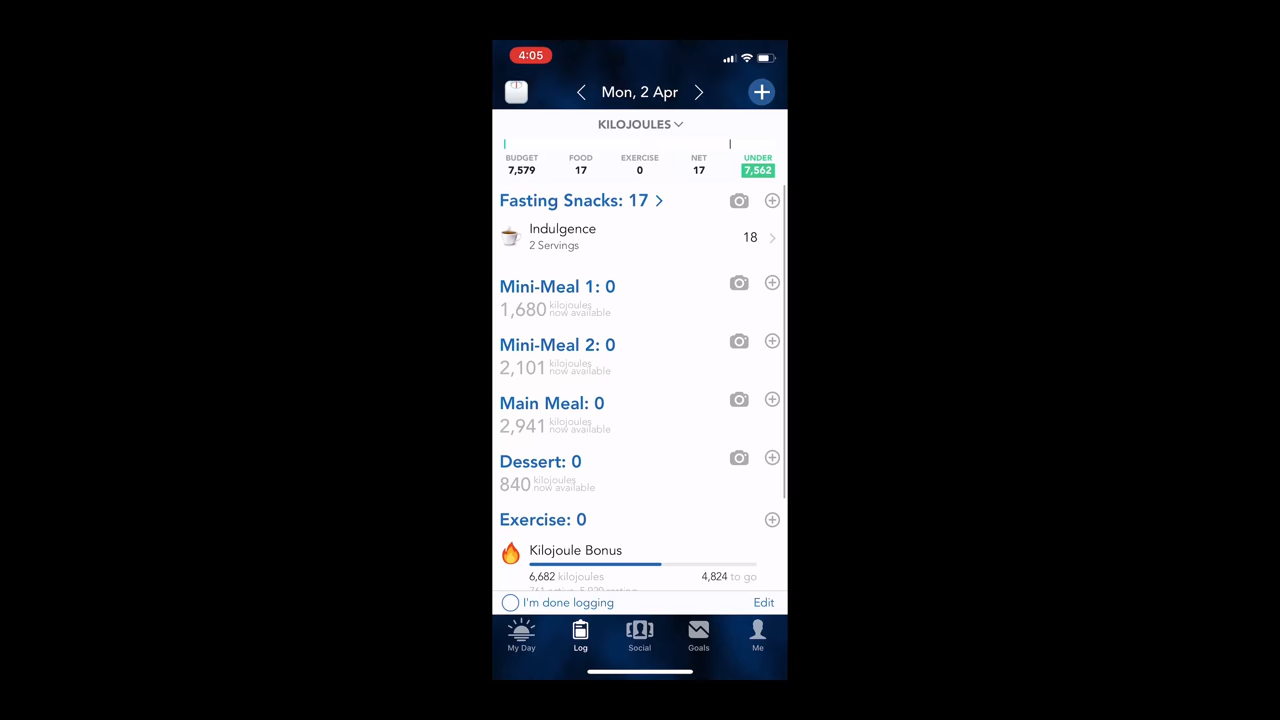 4:05
Mon, 2 Apr
KILOJOULES
BUDGET FOOD EXERCISE NET UNDER
7,579 17 0 17 7,562
Fasting Snacks: 17
Indulgence
2 Servings 18
Mini-Meal 1: 0
1,680 kilojoules now available
Mini-Meal 2: 0
2,101 kilojoules now available
Main Meal: 0
2,941 kilojoules now available
Dessert: 0
840 kilojoules now available
Exercise: 0
Kilojoule Bonus
6,682 kilojoules 4,824 to go
I'm done logging Edit
My Day Log Social Goals Me